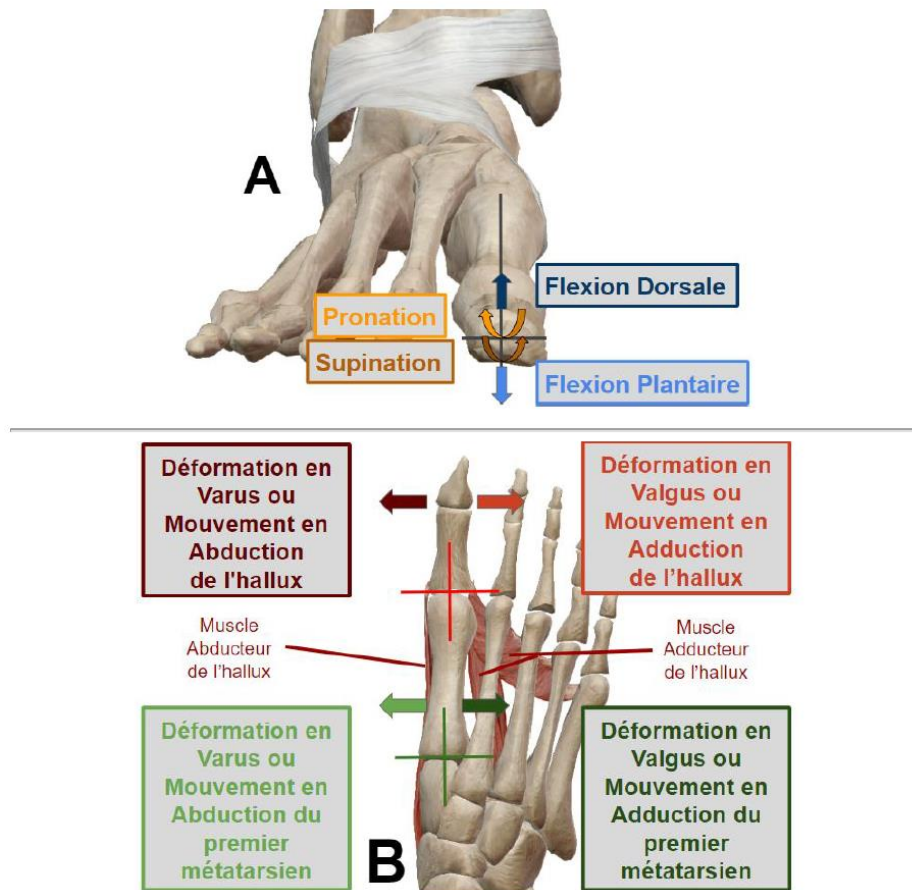 A
Flexion Dorsale
Pronation
Supination
Flexion Plantaire
Déformation en
Varus ou
Mouvement en
Abduction
de l'hallux
Déformation en
Valgus ou
Mouvement en
Adduction
de l’hallux
Muscle
Abducteur
de l'hallux
Muscle
Adducteur
de l'hallux
Déformation en
Varus ou
Mouvement en
Abduction du
premier
métatarsien
B
Déformation en
Valgus ou
Mouvement en
Adduction du
premier
métatarsien